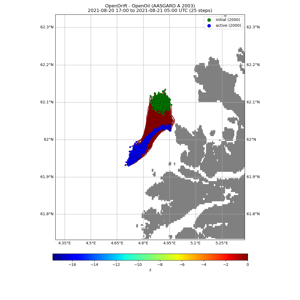 OpenDrift - OpenOil (AASGARD A 2003)
2021-08-20 17:00 to 2021-08-21 05:00 UTC (25 steps)
initial (2000)
active (2000)
62.3°N 62.3°N
62.2°N 62.2°N
62.1°N 62.1°N
62°N 62°N
61.9°N 61.9°N
61.8°N 61.8°N
4.35°E 4.5°E 4.65°E 4.8°E 4.95°E 5.1°E 5.25°E
−16 −14 −12 −10 −8 −6 −4 −2 0
z